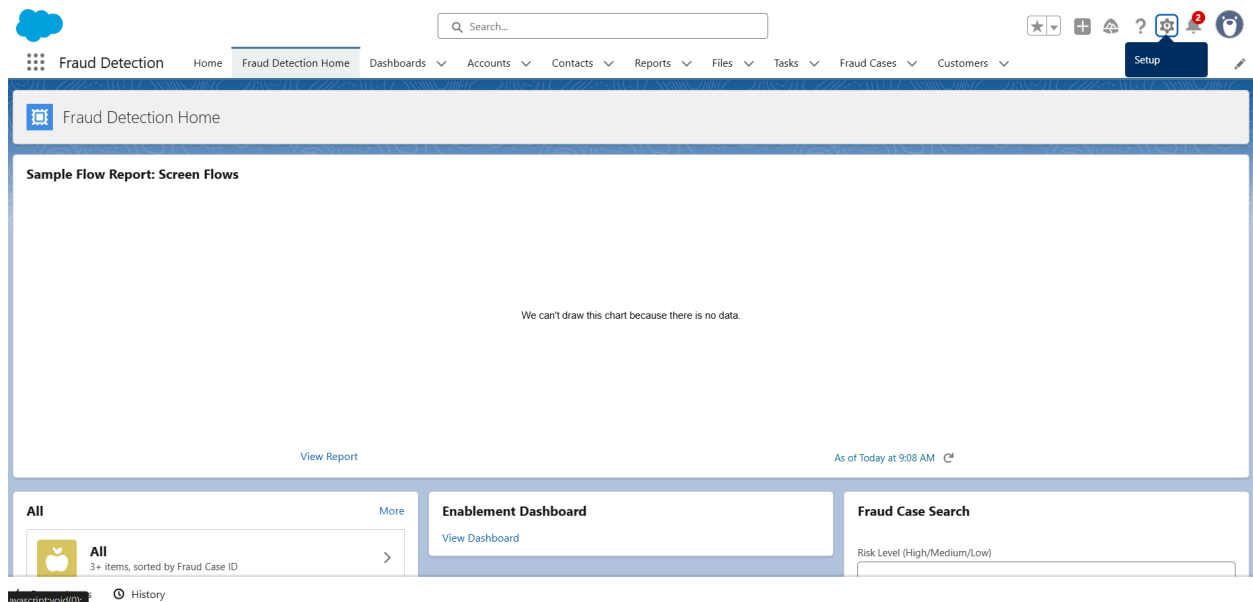 Search...
2
Fraud Detection
Home
Fraud Detection Home
Dashboards
Accounts
Contacts
Reports
Files
Tasks
Fraud Cases
Customers
Setup
Fraud Detection Home
Sample Flow Report: Screen Flows
We can't draw this chart because there is no data.
View Report
As of Today at 9:08 AM
All
More
All
3+ items, sorted by Fraud Case ID
Enablement Dashboard
View Dashboard
Fraud Case Search
Risk Level (High/Medium/Low)
History